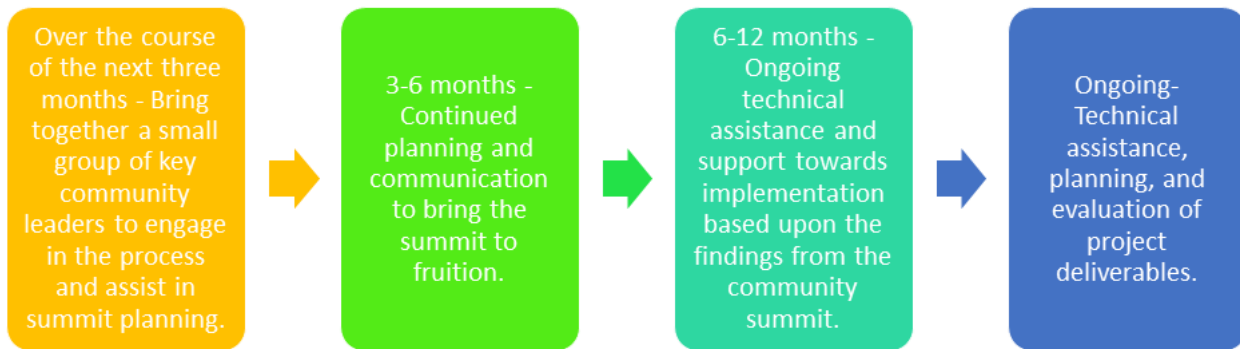 Over the course
of the next three
months - Bring
together a small
group of key
community
leaders to engage
in the process
and assist in
summit planning.
3-6 months -
Continued
planning and
communication
to bring the
summit to
fruition.
6-12 months -
Ongoing
technical
assistance and
support towards
implementation
based upon the
findings from the
community
summit.
Ongoing-
Technical
assistance,
planning, and
evaluation of
project
deliverables.